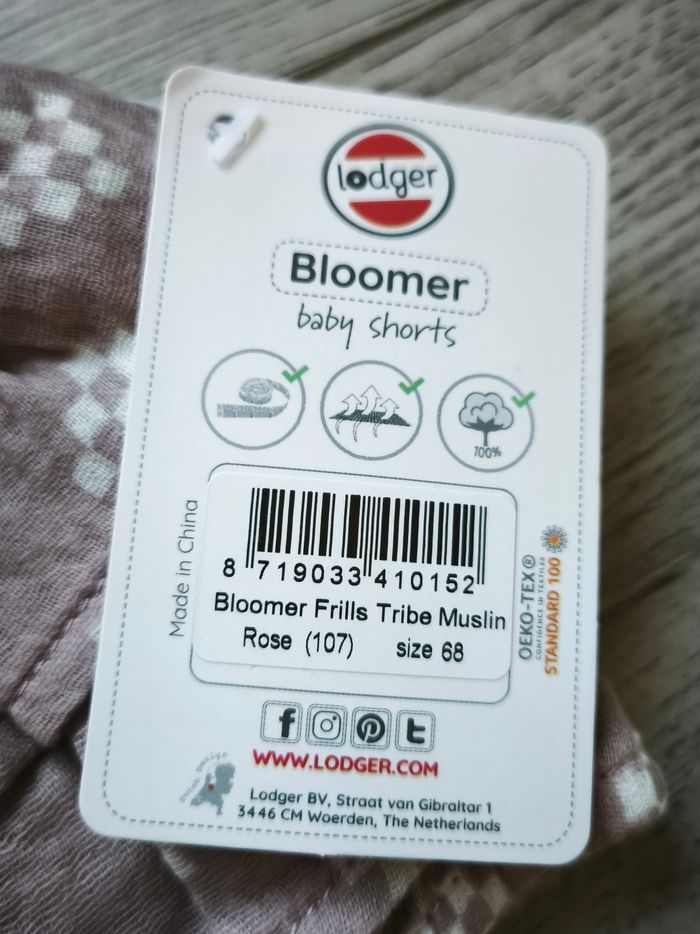 lodger
Bloomer
baby shorts
100%
Made in China
8 719033 410152
Bloomer Frills Tribe Muslin
Rose (107) size 68
OEKO-TEX®
CONFIDENCE IN TEXTILES
STANDARD 100
WWW.LODGER.COM
Dutch Design
Lodger BV, Straat van Gibraltar 1
3446 CM Woerden, The Netherlands